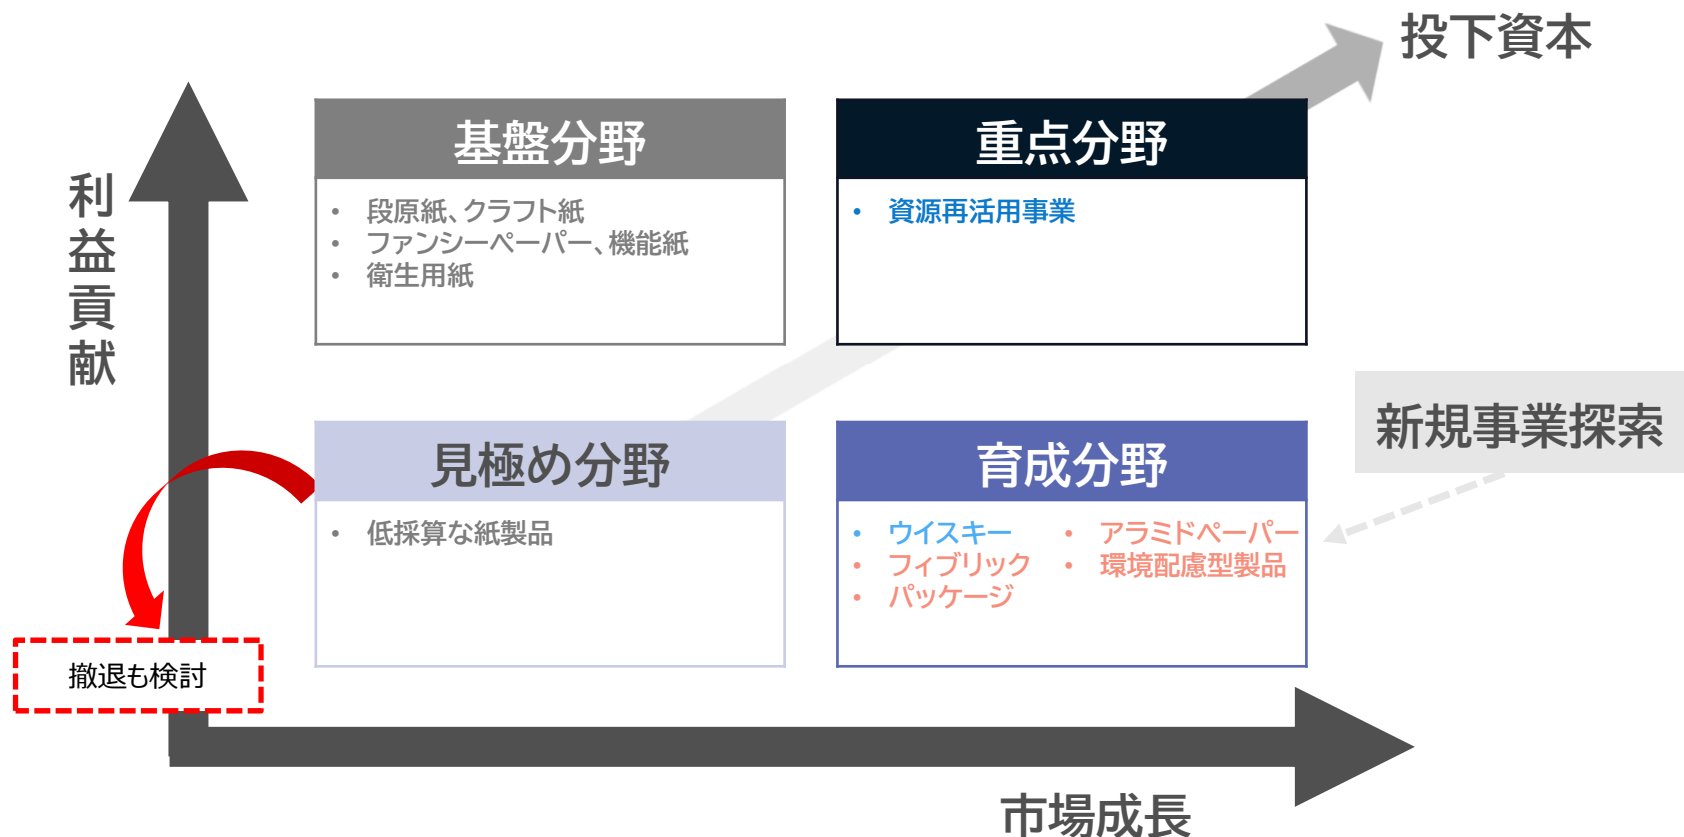 投下資本
利益貢献
基盤分野
• 段原紙、クラフト紙
• ファンシーペーパー、機能紙
• 衛生用紙
重点分野
• 資源再活用事業
新規事業探索
見極め分野
• 低採算な紙製品
育成分野
• ウイスキー
• フィブリック
• パッケージ
• アラミドペーパー
• 環境配慮型製品
撤退も検討
市場成長